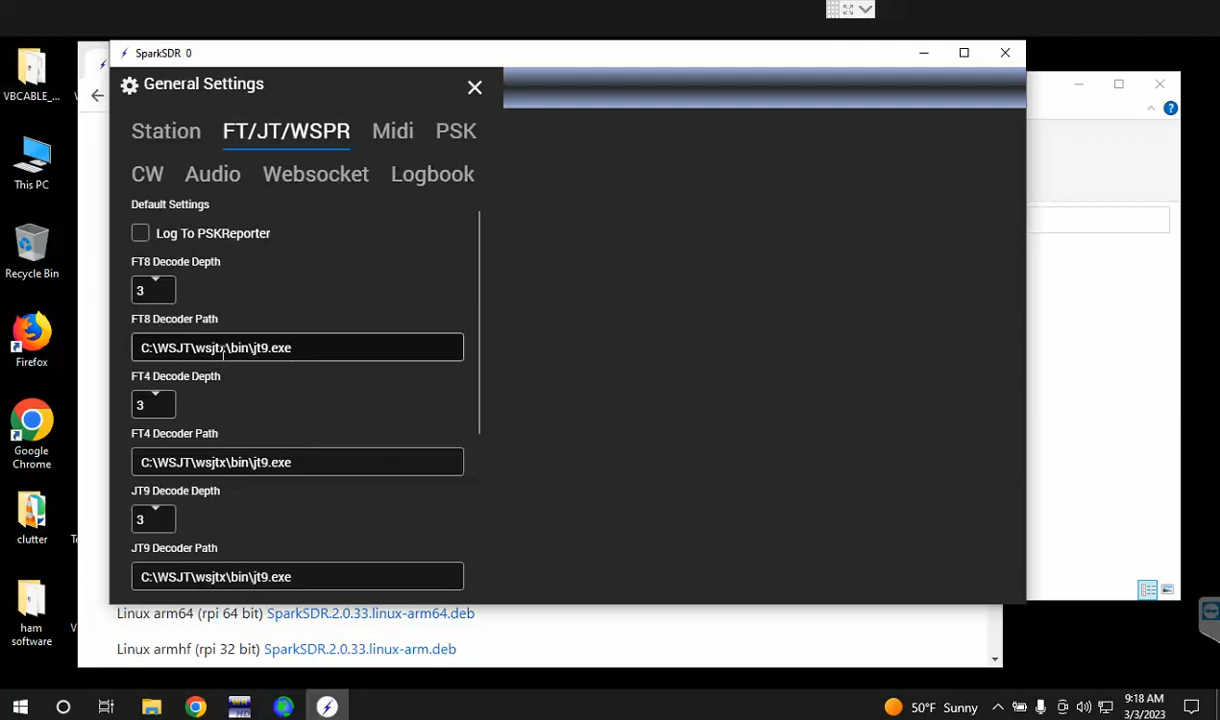 SparkSDR 0
General Settings
Station FT/JT/WSPR Midi PSK
CW Audio Websocket Logbook
Default Settings
Log To PSKReporter
FT8 Decode Depth
3
FT8 Decoder Path
C:\WSJT\wsjtx\bin\jt9.exe
FT4 Decode Depth
3
FT4 Decoder Path
C:\WSJT\wsjtx\bin\jt9.exe
JT9 Decode Depth
3
JT9 Decoder Path
C:\WSJT\wsjtx\bin\jt9.exe
Linux arm64 (rpi 64 bit) SparkSDR.2.0.33.linux-arm64.deb
Linux armhf (rpi 32 bit) SparkSDR.2.0.33.linux-arm.deb
VBCABLE_...
This PC
Recycle Bin
Firefox
Google
Chrome
clutter
ham
software
50°F Sunny
9:18 AM
3/3/2023